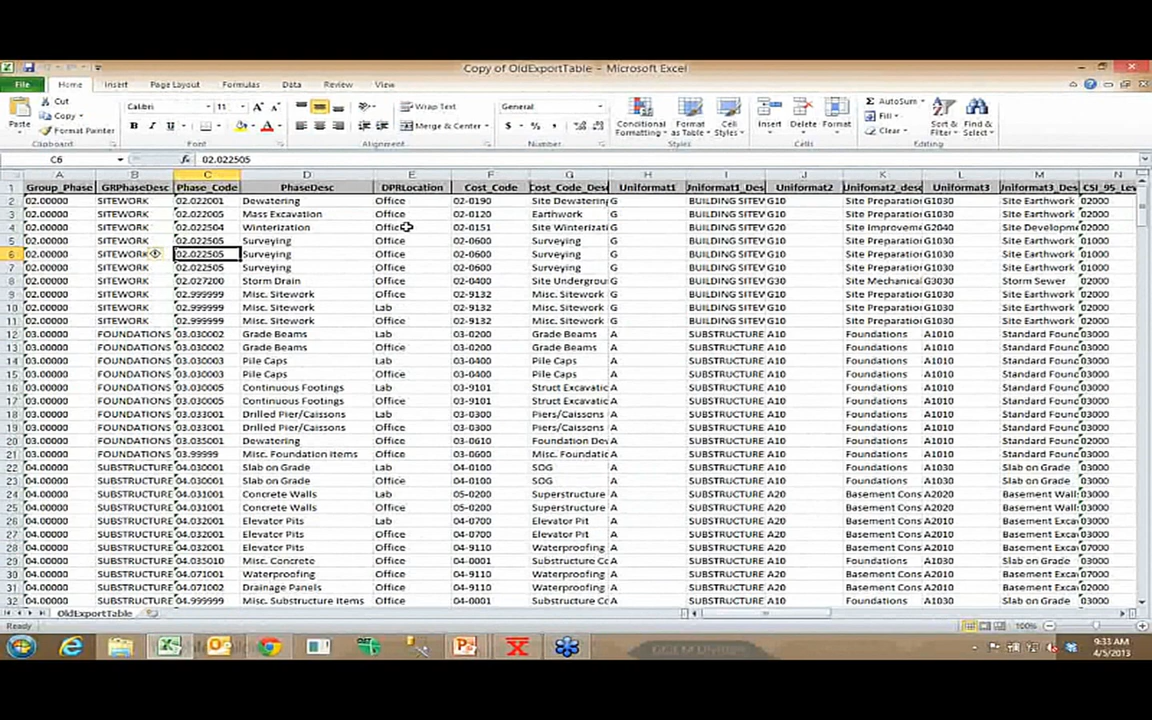 Copy of OldExportTable - Microsoft Excel
File Home Insert Page Layout Formulas Data Review View
Cut Calibri 11 Wrap Text General AutoSum
Copy Fill
Paste Format Painter Merge & Center Conditional Formatting Format as Table Cell Styles Insert Delete Format Clear Sort & Filter Find & Select
Clipboard Font Alignment Number Styles Cells Editing
C6 fx 02.022505
A B C D E F G H I J K L M N
1 Group_Phase GRPhaseDesc Phase_Code PhaseDesc DPRLocation Cost_Code Cost_Code_Desc Uniformat1 Uniformat1_Des Uniformat2 Uniformat2_desc Uniformat3 Uniformat3_Des CSI_95_Lev
2 02.00000 SITEWORK 02.022001 Dewatering Office 02-0190 Site Dewatering G BUILDING SITEW G10 Site Preparation G1030 Site Earthwork 02000
3 02.00000 SITEWORK 02.022005 Mass Excavation Office 02-0120 Earthwork G BUILDING SITEW G10 Site Preparation G1030 Site Earthwork 02000
4 02.00000 SITEWORK 02.022504 Winterization Office 02-0151 Site Winterizati G BUILDING SITEW G20 Site Improveme G2040 Site Developm 02000
5 02.00000 SITEWORK 02.022505 Surveying Office 02-0600 Surveying G BUILDING SITEW G10 Site Preparation G1030 Site Earthwork 01000
6 02.00000 SITEWORK 02.022505 Surveying Office 02-0600 Surveying G BUILDING SITEW G10 Site Preparation G1030 Site Earthwork 01000
7 02.00000 SITEWORK 02.022505 Surveying Office 02-0600 Surveying G BUILDING SITEW G10 Site Preparation G1030 Site Earthwork 02000
8 02.00000 SITEWORK 02.027200 Storm Drain Office 02-0400 Site Undergrou G BUILDING SITEW G30 Site Mechanical G3030 Storm Sewer 02000
9 02.00000 SITEWORK 02.999999 Misc. Sitework Office 02-9132 Misc. Sitework G BUILDING SITEW G10 Site Preparation G1030 Site Earthwork 02000
10 02.00000 SITEWORK 02.999999 Misc. Sitework Lab 02-9132 Misc. Sitework G BUILDING SITEW G10 Site Preparation G1030 Site Earthwork 02000
11 02.00000 SITEWORK 02.999999 Misc. Sitework Office 02-9132 Misc. Sitework G BUILDING SITEW G10 Site Preparation G1030 Site Earthwork 02000
12 03.00000 FOUNDATIONS 03.030002 Grade Beams Lab 03-0200 Grade Beams A SUBSTRUCTURE A10 Foundations A1010 Standard Founc 03000
13 03.00000 FOUNDATIONS 03.030002 Grade Beams Office 03-0200 Grade Beams A SUBSTRUCTURE A10 Foundations A1010 Standard Founc 03000
14 03.00000 FOUNDATIONS 03.030003 Pile Caps Lab 03-0400 Pile Caps A SUBSTRUCTURE A10 Foundations A1010 Standard Founc 03000
15 03.00000 FOUNDATIONS 03.030003 Pile Caps Office 03-0400 Pile Caps A SUBSTRUCTURE A10 Foundations A1010 Standard Founc 03000
16 03.00000 FOUNDATIONS 03.030005 Continuous Footings Lab 03-9101 Struct Excavatic A SUBSTRUCTURE A10 Foundations A1010 Standard Founc 03000
17 03.00000 FOUNDATIONS 03.030005 Continuous Footings Office 03-9101 Struct Excavatic A SUBSTRUCTURE A10 Foundations A1010 Standard Founc 03000
18 03.00000 FOUNDATIONS 03.033001 Drilled Pier/Caissons Lab 03-0300 Piers/Caissons A SUBSTRUCTURE A10 Foundations A1010 Standard Founc 03000
19 03.00000 FOUNDATIONS 03.033001 Drilled Pier/Caissons Office 03-0300 Piers/Caissons A SUBSTRUCTURE A10 Foundations A1010 Standard Founc 03000
20 03.00000 FOUNDATIONS 03.035001 Dewatering Office 03-0610 Foundation Dev A SUBSTRUCTURE A10 Foundations A1010 Standard Founc 02000
21 03.00000 FOUNDATIONS 03.99999 Misc. Foundation Items Office 03-0600 Misc. Foundatic A SUBSTRUCTURE A10 Foundations A1010 Standard Founc 03000
22 04.00000 SUBSTRUCTURE 04.030001 Slab on Grade Lab 04-0100 SOG A SUBSTRUCTURE A10 Foundations A1030 Slab on Grade 03000
23 04.00000 SUBSTRUCTURE 04.030001 Slab on Grade Office 04-0100 SOG A SUBSTRUCTURE A10 Foundations A1030 Slab on Grade 03000
24 04.00000 SUBSTRUCTURE 04.031001 Concrete Walls Lab 05-0200 Superstructure A SUBSTRUCTURE A20 Basement Cons A2020 Basement Wall: 03000
25 04.00000 SUBSTRUCTURE 04.031001 Concrete Walls Office 05-0200 Superstructure A SUBSTRUCTURE A20 Basement Cons A2020 Basement Wall: 03000
26 04.00000 SUBSTRUCTURE 04.032001 Elevator Pits Lab 04-0700 Elevator Pit A SUBSTRUCTURE A20 Basement Cons A2010 Basement Exca 03000
27 04.00000 SUBSTRUCTURE 04.032001 Elevator Pits Office 04-0700 Elevator Pit A SUBSTRUCTURE A20 Basement Cons A2010 Basement Exca 03000
28 04.00000 SUBSTRUCTURE 04.032001 Elevator Pits Office 04-9110 Waterproofing A SUBSTRUCTURE A20 Basement Cons A2010 Basement Exca 07000
29 04.00000 SUBSTRUCTURE 04.035010 Misc. Concrete Office 04-0001 Substructure Cc A SUBSTRUCTURE A10 Foundations A1030 Slab on Grade 03000
30 04.00000 SUBSTRUCTURE 04.071001 Waterproofing Office 04-9110 Waterproofing A SUBSTRUCTURE A20 Basement Cons A2010 Basement Exca 07000
31 04.00000 SUBSTRUCTURE 04.071002 Drainage Panels Office 04-9110 Waterproofing A SUBSTRUCTURE A20 Basement Cons A2010 Basement Exca 07000
32 04.00000 SUBSTRUCTURE 04.999999 Misc. Substructure Items Office 04-0001 Substructure Co A SUBSTRUCTURE A10 Foundations A1030 Slab on Grade 03000
OldExportTable
Ready 100%
9:33 AM
4/5/2013